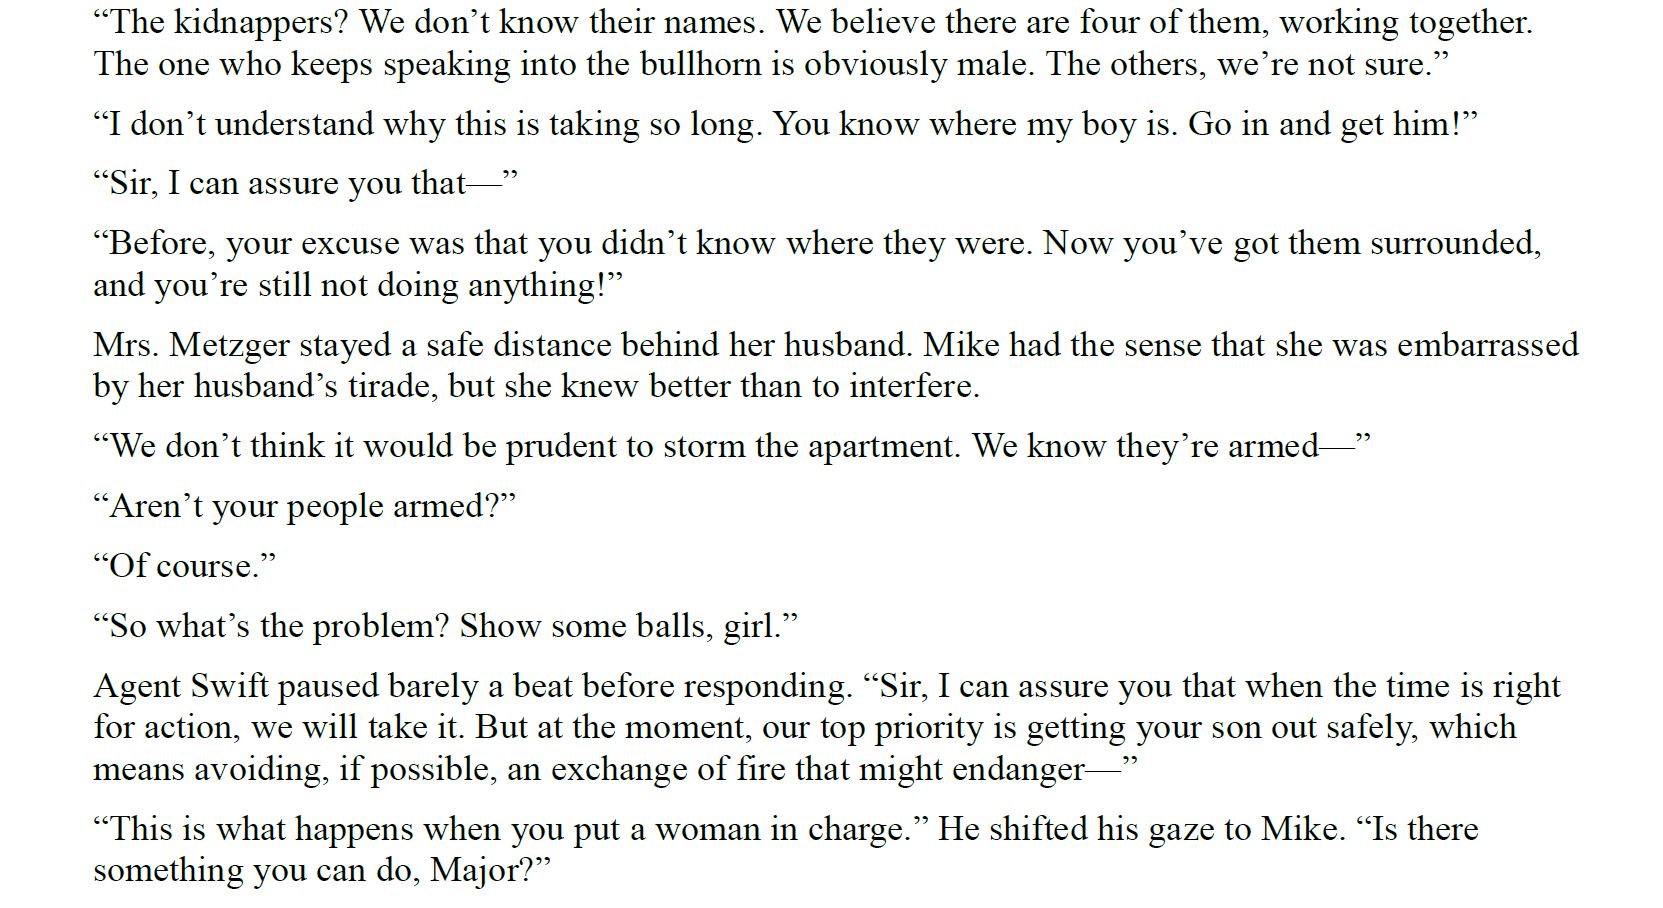 “The kidnappers? We don’t know their names. We believe there are four of them, working together.
The one who keeps speaking into the bullhorn is obviously male. The others, we’re not sure.”
“I don’t understand why this is taking so long. You know where my boy is. Go in and get him!”
“Sir, I can assure you that—”
“Before, your excuse was that you didn’t know where they were. Now you’ve got them surrounded,
and you’re still not doing anything!”
Mrs. Metzger stayed a safe distance behind her husband. Mike had the sense that she was embarrassed
by her husband’s tirade, but she knew better than to interfere.
“We don’t think it would be prudent to storm the apartment. We know they’re armed—”
“Aren’t your people armed?”
“Of course.”
“So what’s the problem? Show some balls, girl.”
Agent Swift paused barely a beat before responding. “Sir, I can assure you that when the time is right
for action, we will take it. But at the moment, our top priority is getting your son out safely, which
means avoiding, if possible, an exchange of fire that might endanger—”
“This is what happens when you put a woman in charge.” He shifted his gaze to Mike. “Is there
something you can do, Major?”